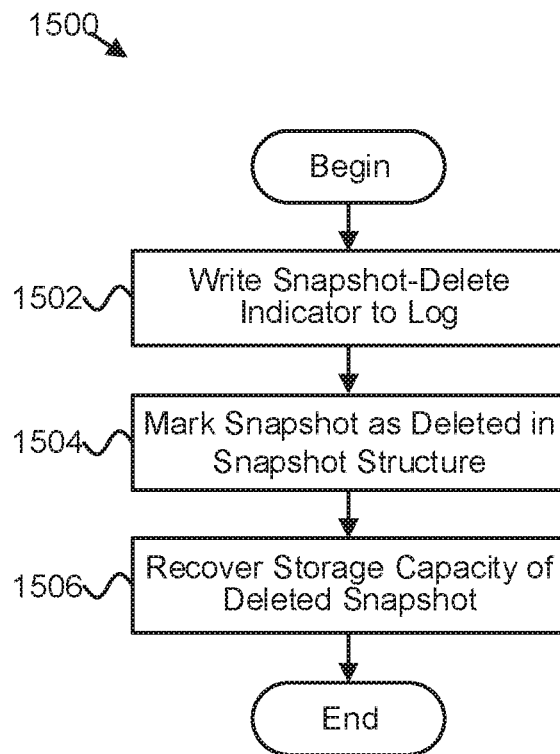 1500
Begin
1502
Write Snapshot-Delete
Indicator to Log
1504
Mark Snapshot as Deleted in
Snapshot Structure
1506
Recover Storage Capacity of
Deleted Snapshot
End